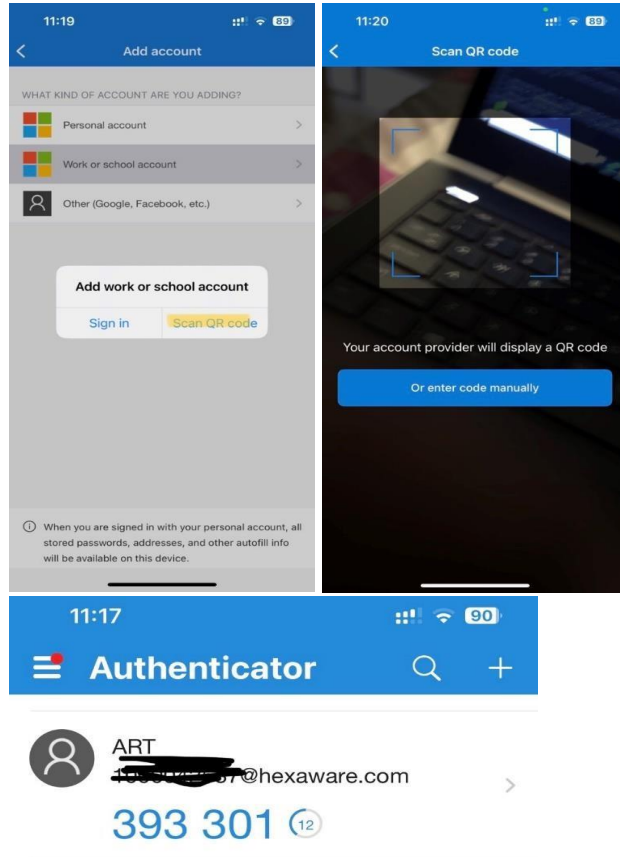 11:19
89
Add account
WHAT KIND OF ACCOUNT ARE YOU ADDING?
Personal account
Work or school account
Other (Google, Facebook, etc.)
Add work or school account
Sign in
Scan QR code
When you are signed in with your personal account, all
stored passwords, addresses, and other autofill info
will be available on this device.
11:20
89
Scan QR code
Your account provider will display a QR code
Or enter code manually
11:17
90
Authenticator
ART
@hexaware.com
393 301
12